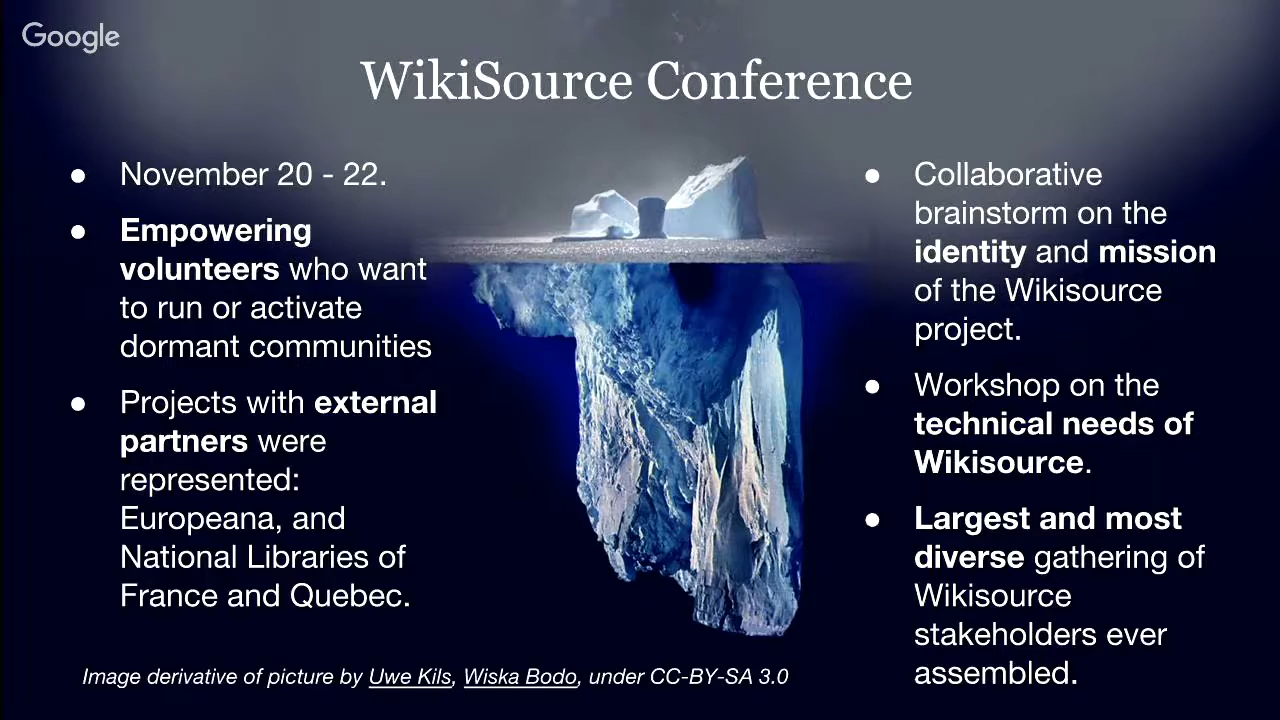 Google
WikiSource Conference
● November 20 - 22.
● Empowering
volunteers who want
to run or activate
dormant communities
● Projects with external
partners were
represented:
Europeana, and
National Libraries of
France and Quebec.
● Collaborative
brainstorm on the
identity and mission
of the Wikisource
project.
● Workshop on the
technical needs of
Wikisource.
● Largest and most
diverse gathering of
Wikisource
stakeholders ever
assembled.
Image derivative of picture by Uwe Kils, Wiska Bodo, under CC-BY-SA 3.0